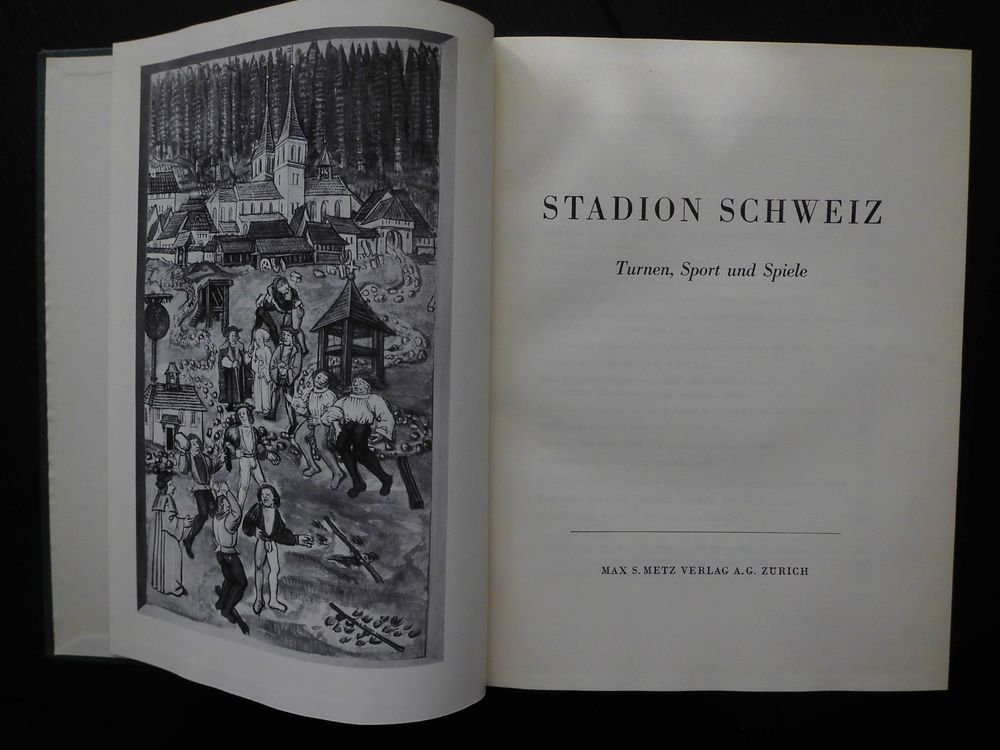 STADION SCHWEIZ
Turnen, Sport und Spiele
MAX S. METZ VERLAG A.G. ZÜRICH